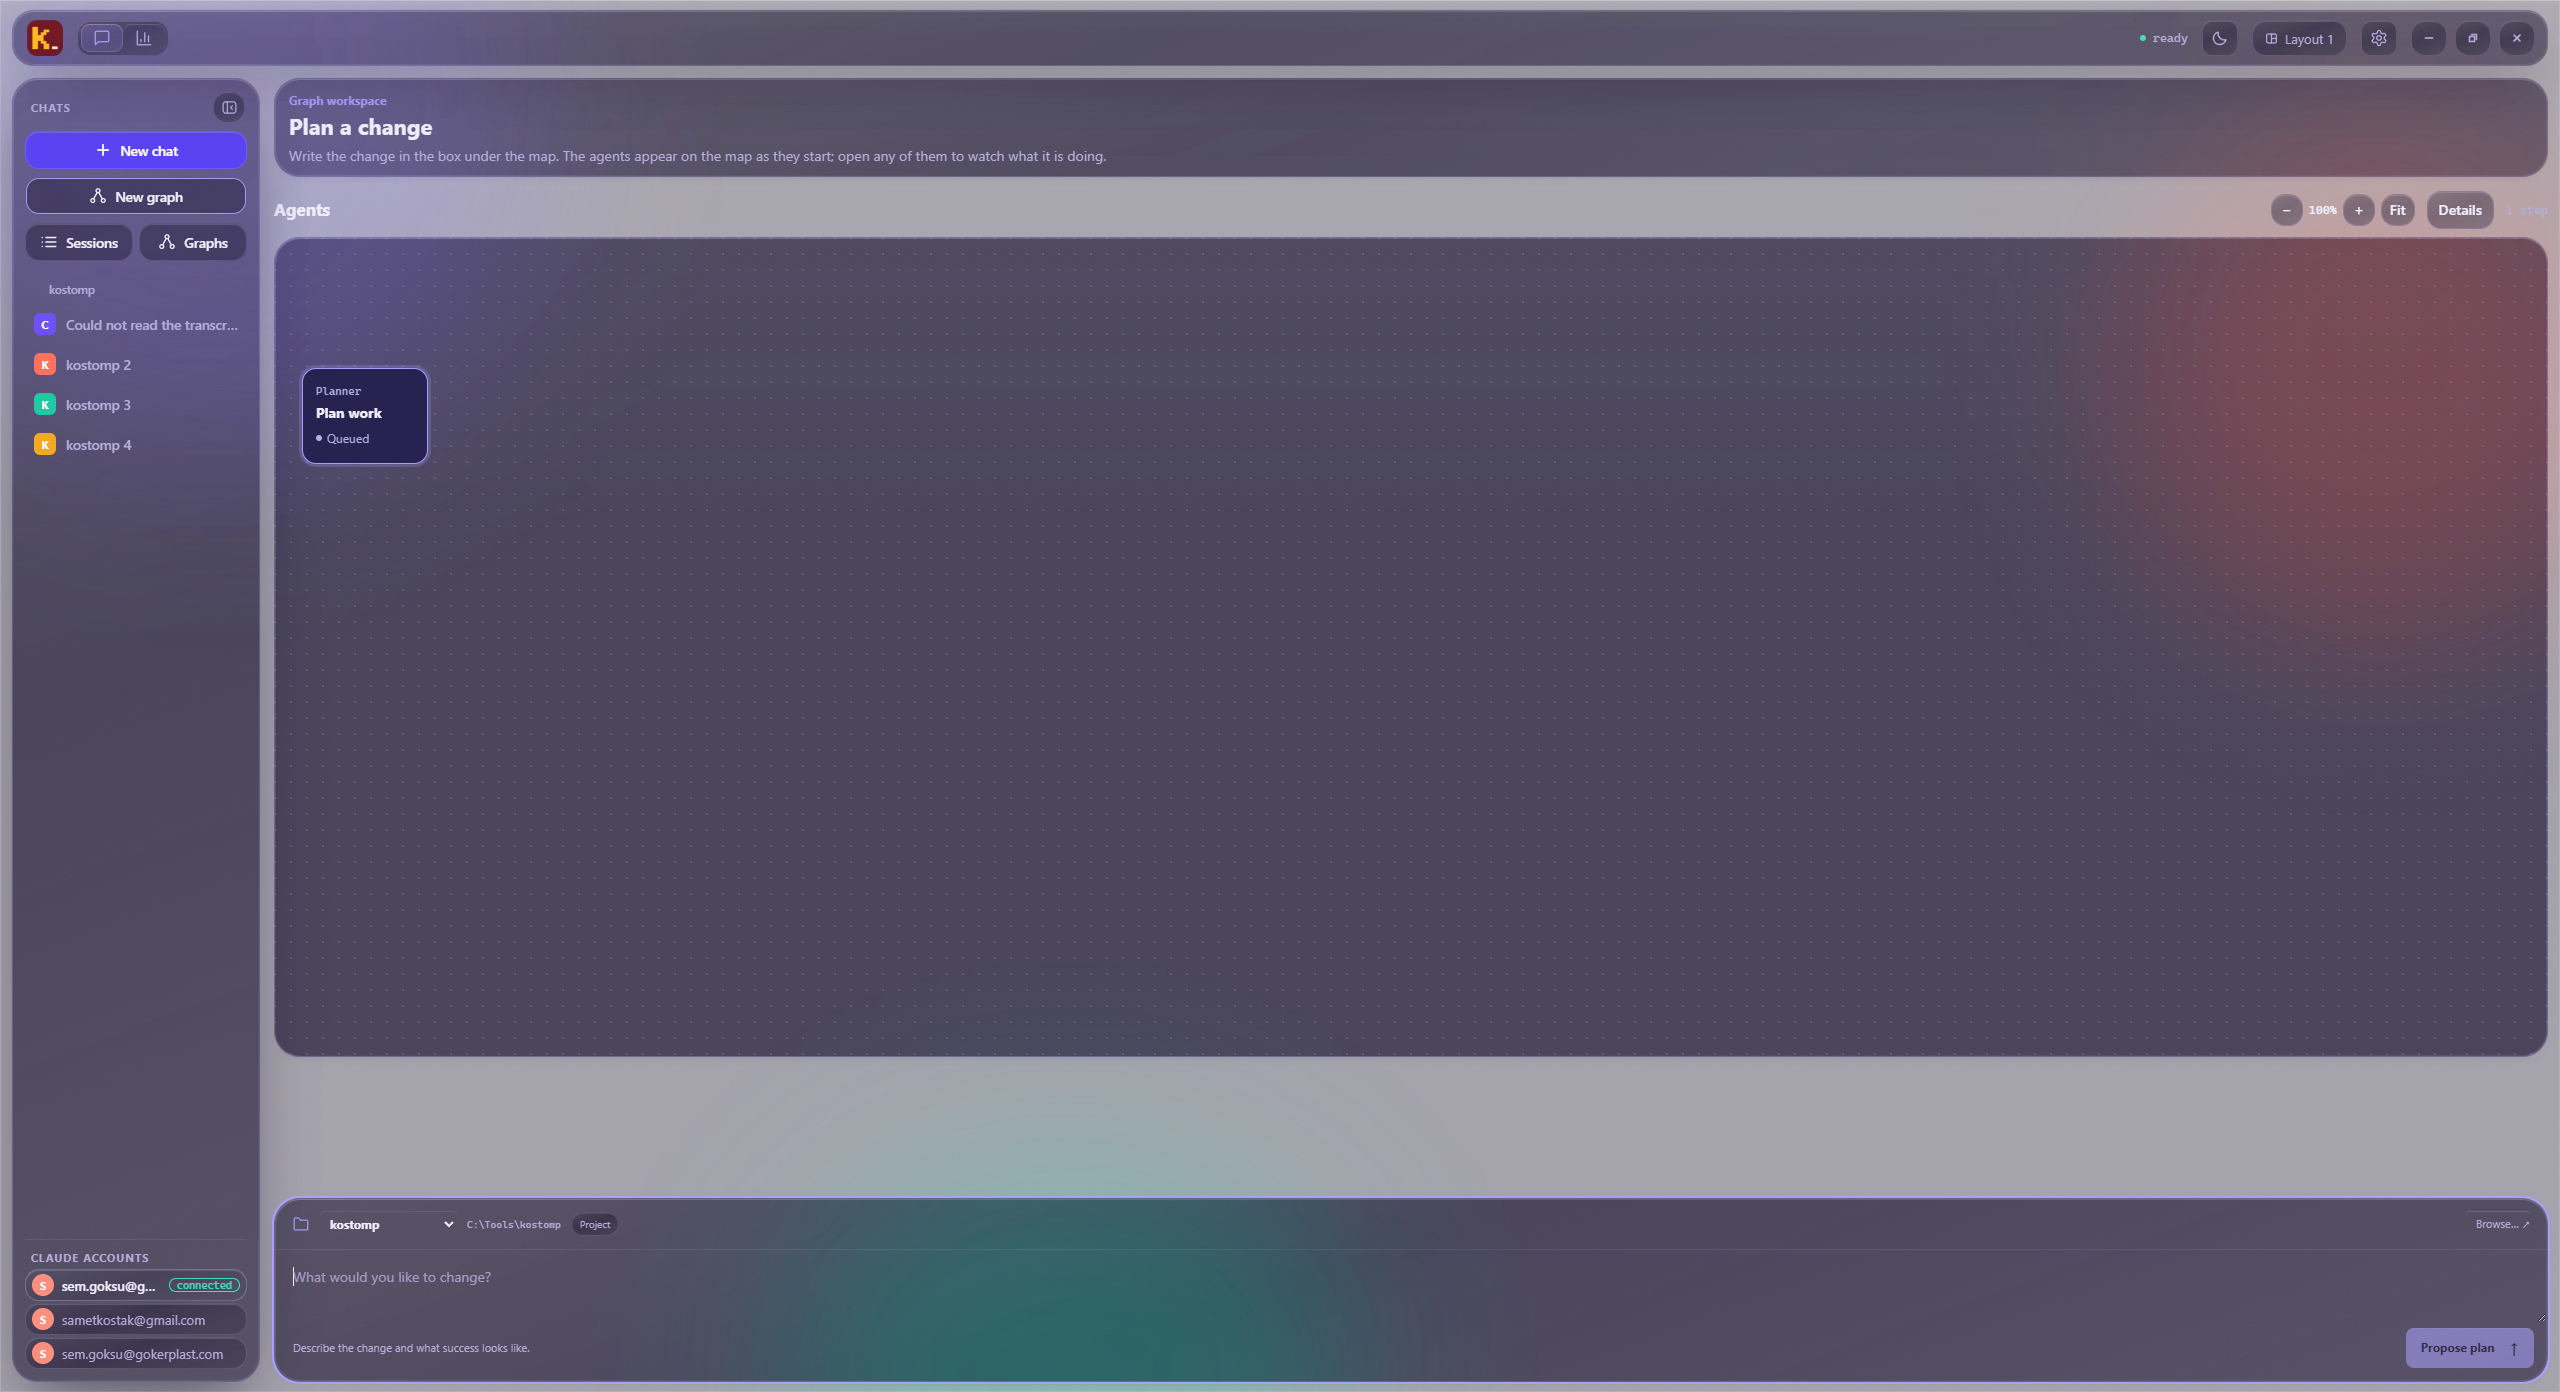 K.
ready
Layout 1
CHATS
New chat
New graph
Sessions
Graphs
kostomp
C
Could not read the transcr...
K
kostomp 2
K
kostomp 3
K
kostomp 4
CLAUDE ACCOUNTS
S
sem.goksu@g...
connected
S
sametkostak@gmail.com
S
sem.goksu@gokerplast.com
Graph workspace
Plan a change
Write the change in the box under the map. The agents appear on the map as they start; open any of them to watch what it is doing.
Agents
− 100% +
Fit
Details
1 step
Planner
Plan work
Queued
kostomp
C:\Tools\kostomp
Project
Browse... ↗
What would you like to change?
Describe the change and what success looks like.
Propose plan ↑